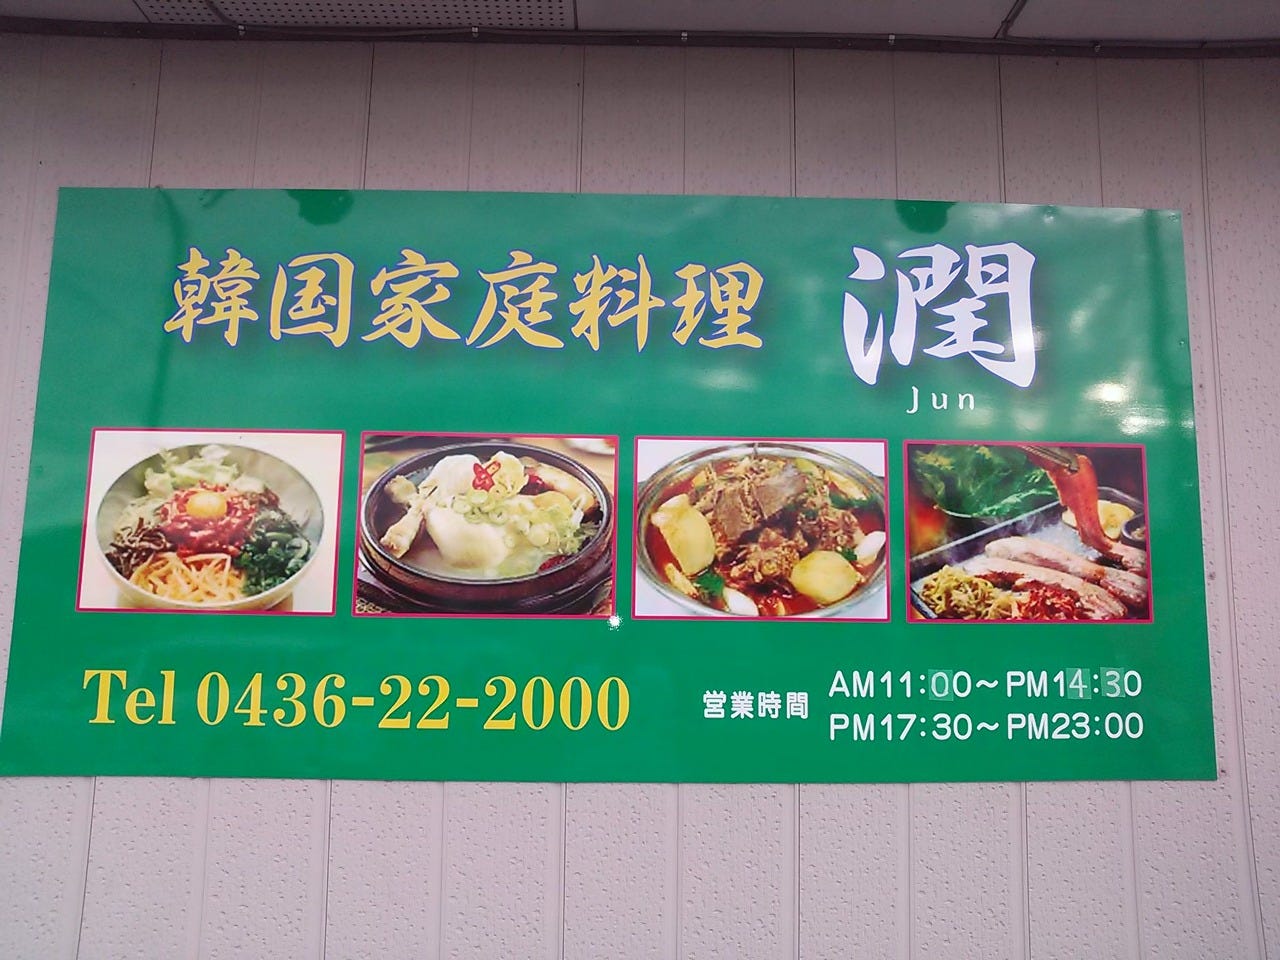 韓国家庭料理 潤
Jun
Tel 0436-22-2000
営業時間 AM11:00～PM14:30
PM17:30～PM23:00